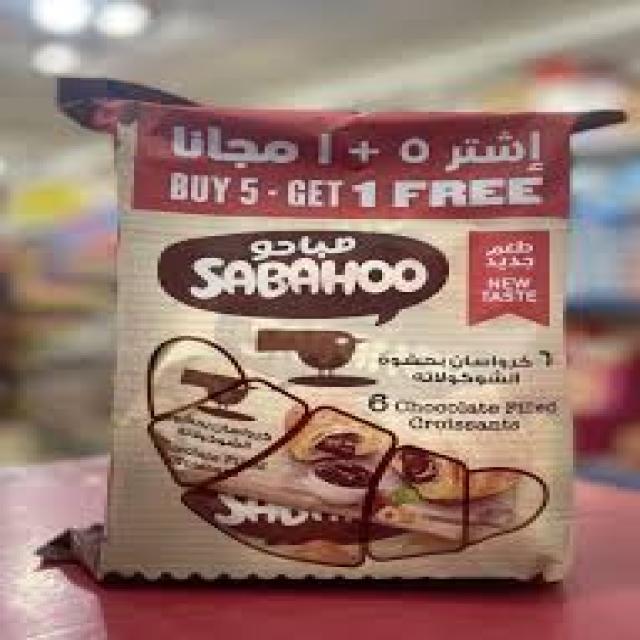 إشتر ٥ + ١ مجانا
BUY 5 - GET 1 FREE
صباحو
SABAHOO
طعم
جديد
NEW
TASTE
٦ كرواسان بحشوة
الشوكولاته
6 Chocolate Filled
Croissants